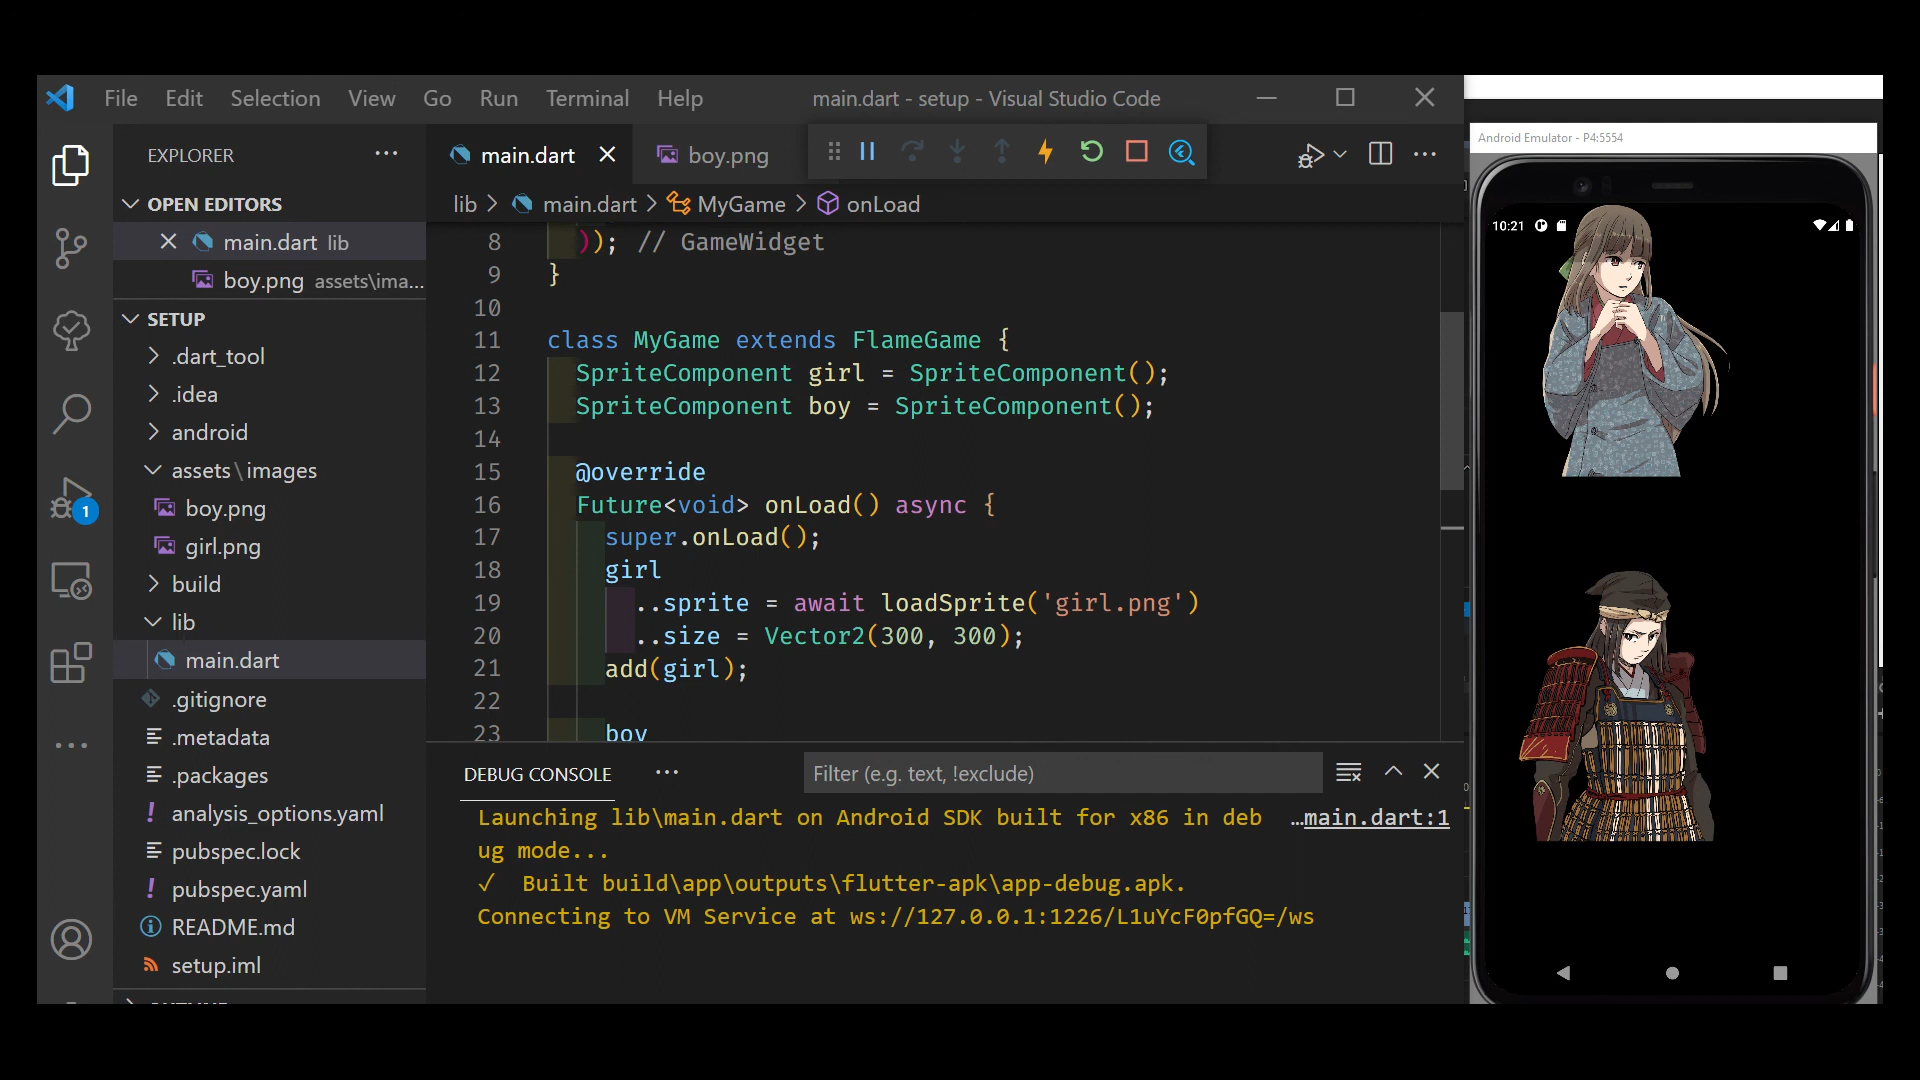 File Edit Selection View Go Run Terminal Help
main.dart - setup - Visual Studio Code
EXPLORER
OPEN EDITORS
main.dart lib
boy.png assets\ima...
SETUP
.dart_tool
.idea
android
assets\images
boy.png
girl.png
build
lib
main.dart
.gitignore
.metadata
.packages
analysis_options.yaml
pubspec.lock
pubspec.yaml
README.md
setup.iml
1
main.dart
boy.png
lib > main.dart > MyGame > onLoad
8 )); // GameWidget
9 }
10
11 class MyGame extends FlameGame {
12 SpriteComponent girl = SpriteComponent();
13 SpriteComponent boy = SpriteComponent();
14
15 @override
16 Future<void> onLoad() async {
17 super.onLoad();
18 girl
19 ..sprite = await loadSprite('girl.png')
20 ..size = Vector2(300, 300);
21 add(girl);
22
23 boy
DEBUG CONSOLE
Filter (e.g. text, !exclude)
Launching lib\main.dart on Android SDK built for x86 in deb …main.dart:1
ug mode...
✓ Built build\app\outputs\flutter-apk\app-debug.apk.
Connecting to VM Service at ws://127.0.0.1:1226/L1uYcF0pfGQ=/ws
Android Emulator - P4:5554
10:21